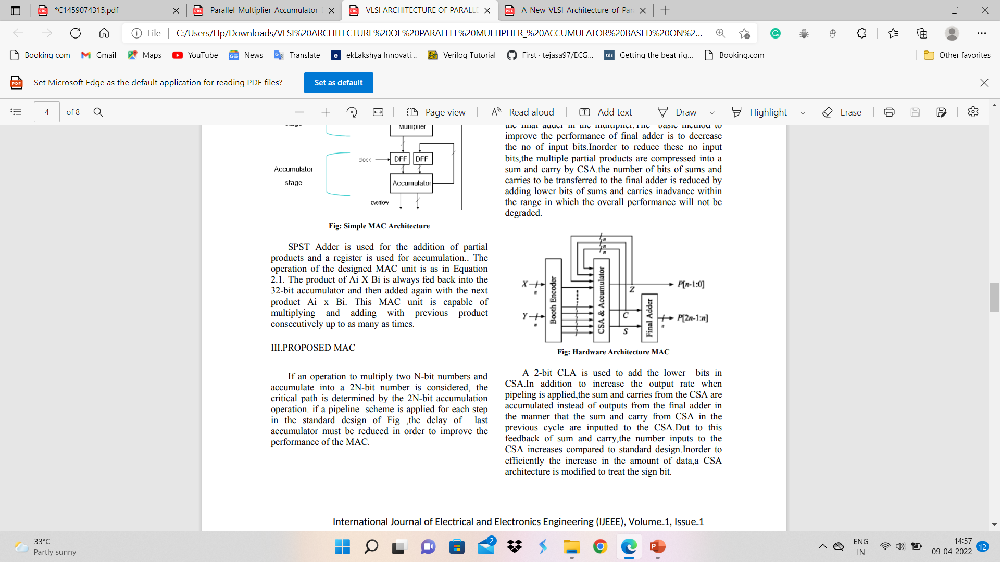 *C1459074315.pdf
Parallel_Multiplier_Accumulator_
VLSI ARCHITECTURE OF PARALLE
A_New_VLSI_Architecture_of_Par
File
C:/Users/Hp/Downloads/VLSI%20ARCHITECTURE%20OF%20PARALLEL%20MULTIPLIER_%20ACCUMULATOR%20BASED%20ON%2...
Booking com
Gmail
Maps
YouTube
News
Translate
ekLakshya Innovati...
Verilog Tutorial
First · tejasa97/ECG...
tds
Getting the beat rig...
Booking.com
Other favorites
Set Microsoft Edge as the default application for reading PDF files?
Set as default
4
of 8
Page view
Read aloud
Add text
Draw
Highlight
Erase
stage
Multiplier
clock
DFF
DFF
Accumulator
stage
Accumulator
overflow
Fig: Simple MAC Architecture
SPST Adder is used for the addition of partial
products and a register is used for accumulation.. The
operation of the designed MAC unit is as in Equation
2.1. The product of Ai X Bi is always fed back into the
32-bit accumulator and then added again with the next
product Ai x Bi. This MAC unit is capable of
multiplying and adding with previous product
consecutively up to as many as times.
III.PROPOSED MAC
If an operation to multiply two N-bit numbers and
accumulate into a 2N-bit number is considered, the
critical path is determined by the 2N-bit accumulation
operation. if a pipeline scheme is applied for each step
in the standard design of Fig ,the delay of last
accumulator must be reduced in order to improve the
performance of the MAC.
the final adder in the multiplier.The basic method to
improve the performance of final adder is to decrease
the no of input bits.Inorder to reduce these no input
bits,the multiple partial products are compressed into a
sum and carry by CSA.the number of bits of sums and
carries to be transferred to the final adder is reduced by
adding lower bits of sums and carries inadvance within
the range in which the overall performance will not be
degraded.
n
n
n
X
n
Y
n
Booth Encoder
CSA & Accumulator
Z
C
S
Final Adder
P[n-1:0]
P[2n-1:n]
n
Fig: Hardware Architecture MAC
A 2-bit CLA is used to add the lower bits in
CSA.In addition to increase the output rate when
pipeling is applied,the sum and carries from the CSA are
accumulated instead of outputs from the final adder in
the manner that the sum and carry from CSA in the
previous cycle are inputted to the CSA.Dut to this
feedback of sum and carry,the number inputs to the
CSA increases compared to standard design.Inorder to
efficiently the increase in the amount of data,a CSA
architecture is modified to treat the sign bit.
International Journal of Electrical and Electronics Engineering (IJEEE), Volume_1, Issue_1
33°C
Partly sunny
2
ENG
IN
14:57
09-04-2022
12